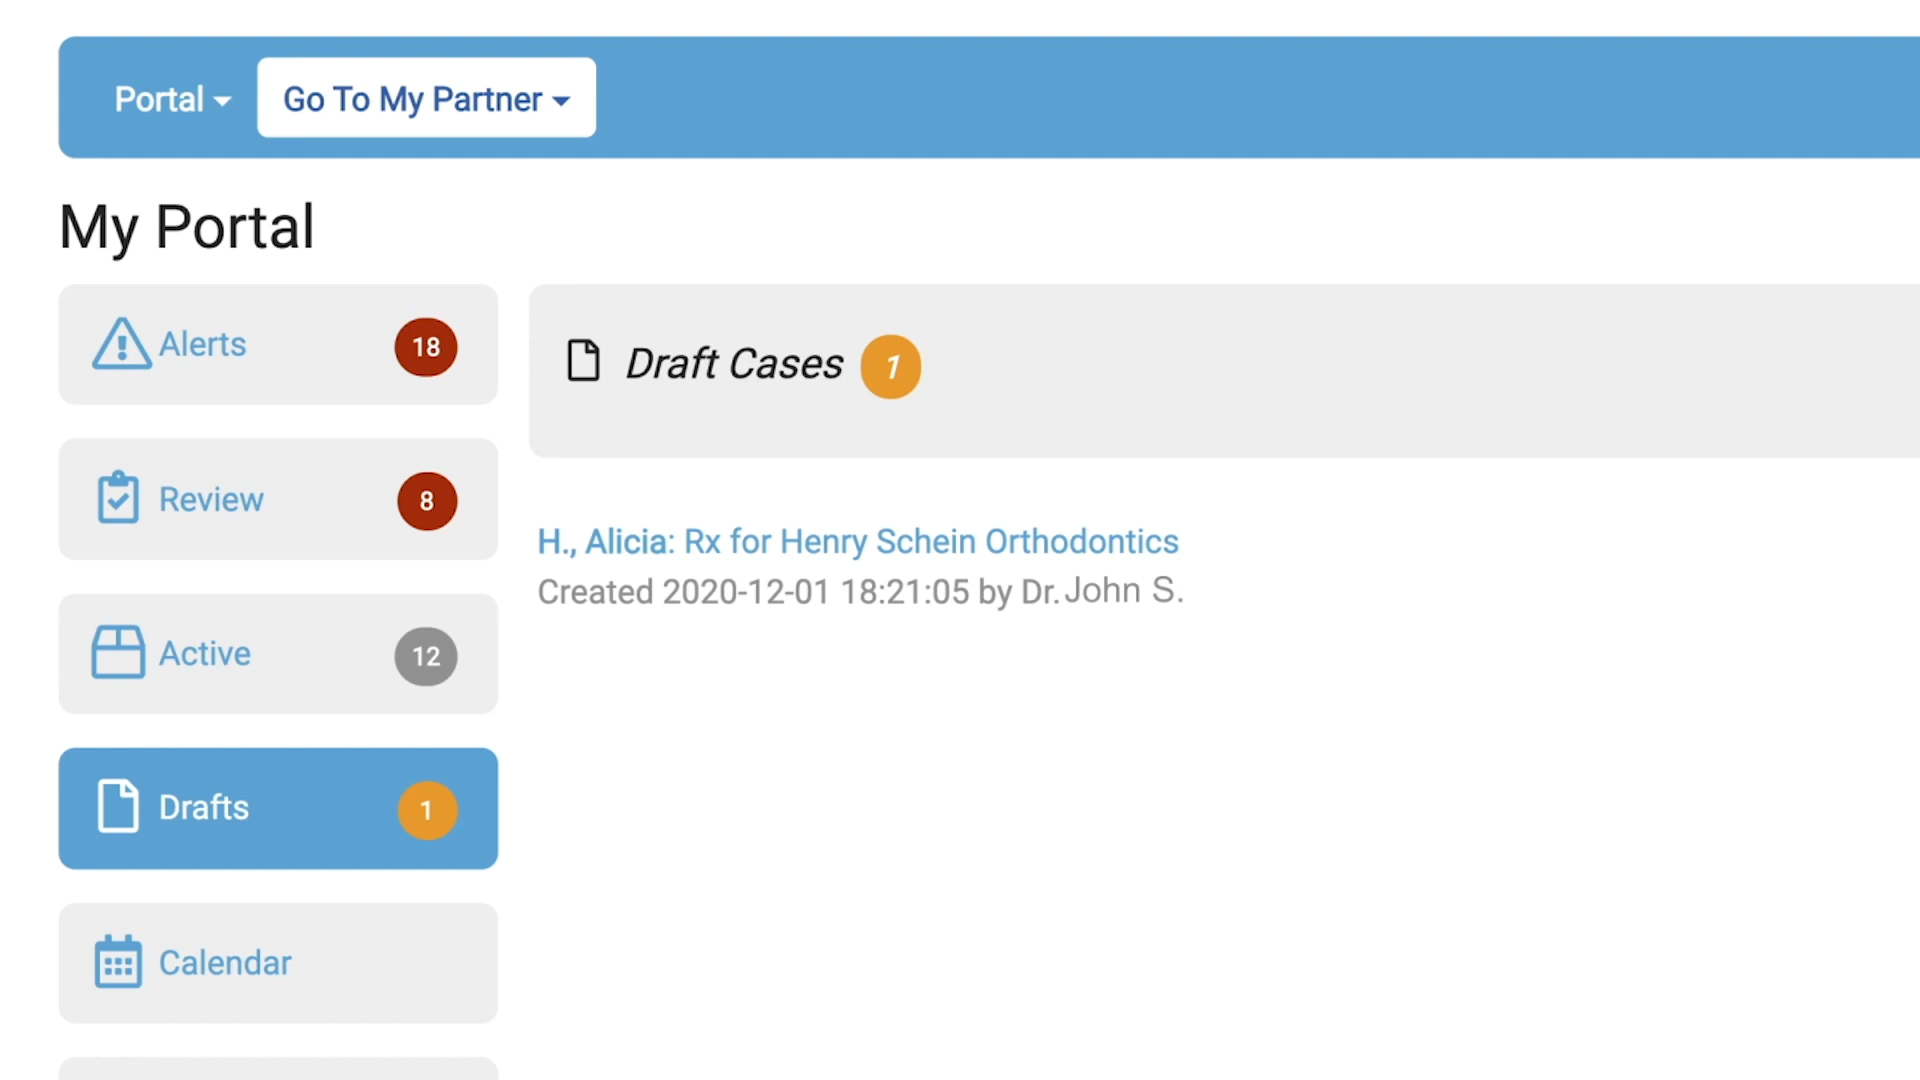 Portal Go To My Partner
My Portal
Alerts 18
Review 8
Active 12
Drafts 1
Calendar
Draft Cases 1
H., Alicia: Rx for Henry Schein Orthodontics
Created 2020-12-01 18:21:05 by Dr. John S.